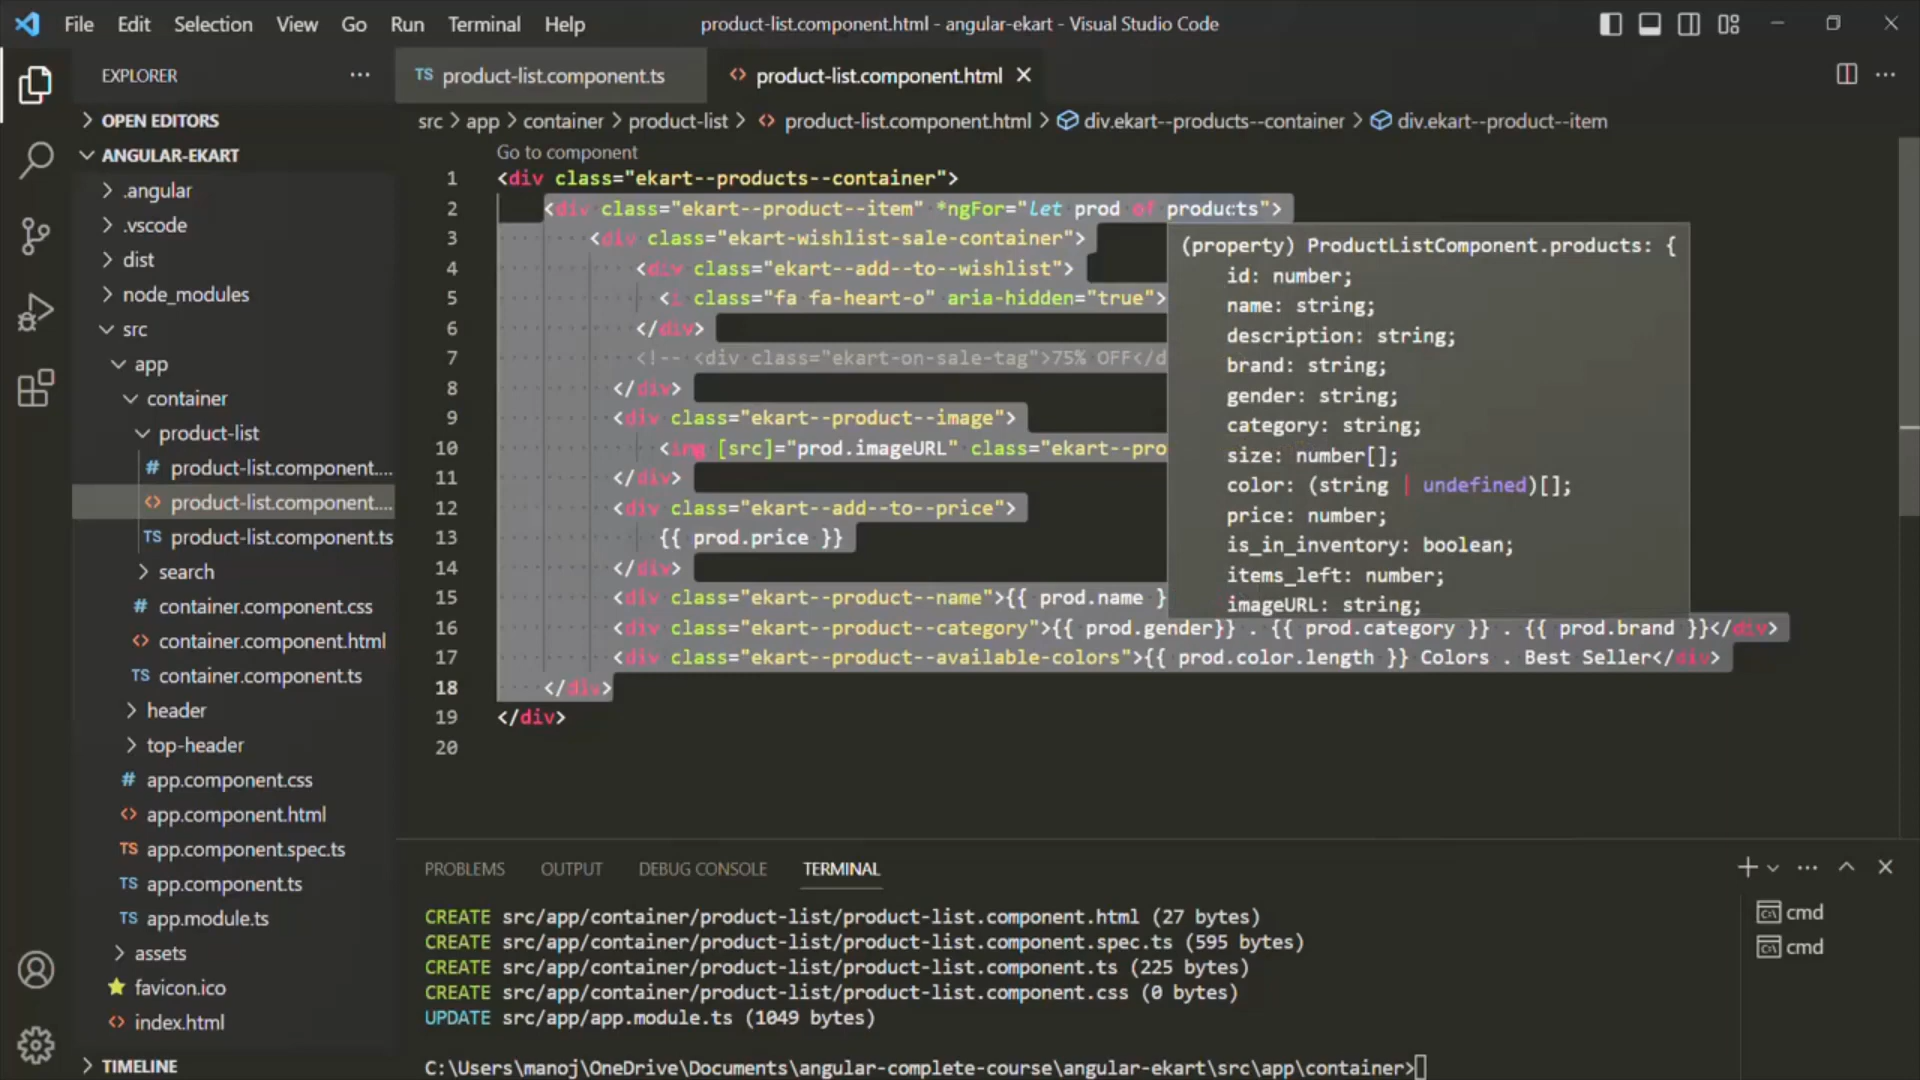 File Edit Selection View Go Run Terminal Help
product-list.component.html - angular-ekart - Visual Studio Code
EXPLORER
OPEN EDITORS
ANGULAR-EKART
.angular
.vscode
dist
node_modules
src
app
container
product-list
product-list.component....
product-list.component....
product-list.component.ts
search
container.component.css
container.component.html
container.component.ts
header
top-header
app.component.css
app.component.html
app.component.spec.ts
app.component.ts
app.module.ts
assets
favicon.ico
index.html
TIMELINE
TS product-list.component.ts
<> product-list.component.html
src > app > container > product-list > <> product-list.component.html > div.ekart--products--container > div.ekart--product--item
Go to component
1 <div class="ekart--products--container">
2 <div class="ekart--product--item" *ngFor="let prod of products">
3 <div class="ekart-wishlist-sale-container">
4 <div class="ekart--add--to--wishlist">
5 <i class="fa fa-heart-o" aria-hidden="true">
6 </div>
7 <!-- <div class="ekart-on-sale-tag">75% OFF</d
8 </div>
9 <div class="ekart--product--image">
10 <img [src]="prod.imageURL" class="ekart--pro
11 </div>
12 <div class="ekart--add--to--price">
13 {{ prod.price }}
14 </div>
15 <div class="ekart--product--name">{{ prod.name }
16 <div class="ekart--product--category">{{ prod.gender}} . {{ prod.category }} . {{ prod.brand }}</div>
17 <div class="ekart--product--available-colors">{{ prod.color.length }} Colors . Best Seller</div>
18 </div>
19 </div>
20
(property) ProductListComponent.products: {
id: number;
name: string;
description: string;
brand: string;
gender: string;
category: string;
size: number[];
color: (string | undefined)[];
price: number;
is_in_inventory: boolean;
items_left: number;
imageURL: string;
PROBLEMS OUTPUT DEBUG CONSOLE TERMINAL
CREATE src/app/container/product-list/product-list.component.html (27 bytes)
CREATE src/app/container/product-list/product-list.component.spec.ts (595 bytes)
CREATE src/app/container/product-list/product-list.component.ts (225 bytes)
CREATE src/app/container/product-list/product-list.component.css (0 bytes)
UPDATE src/app/app.module.ts (1049 bytes)
C:\Users\manoj\OneDrive\Documents\angular-complete-course\angular-ekart\src\app\container>
cmd
cmd